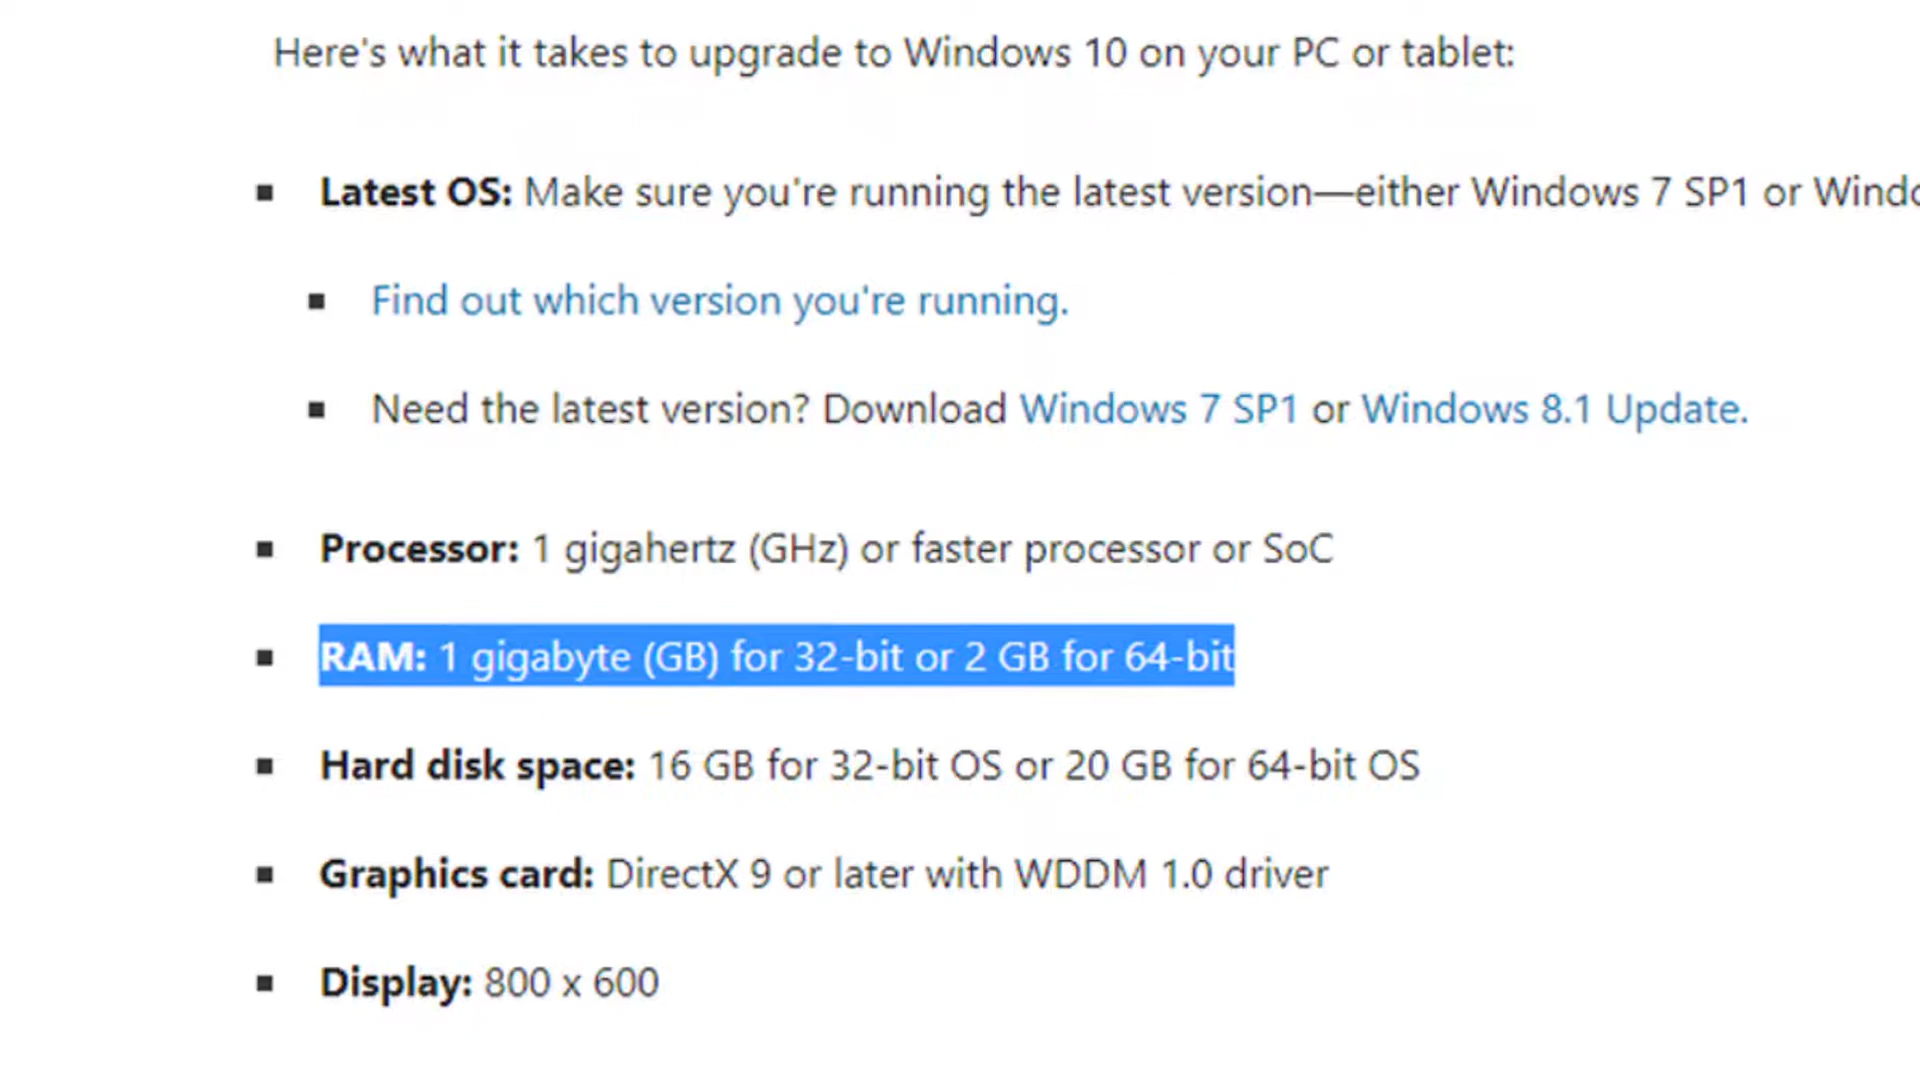 Here's what it takes to upgrade to Windows 10 on your PC or tablet:
Latest OS: Make sure you're running the latest version—either Windows 7 SP1 or
Find out which version you're running.
Need the latest version? Download Windows 7 SP1 or Windows 8.1 Update.
Processor: 1 gigahertz (GHz) or faster processor or SoC
RAM: 1 gigabyte (GB) for 32-bit or 2 GB for 64-bit
Hard disk space: 16 GB for 32-bit OS or 20 GB for 64-bit OS
Graphics card: DirectX 9 or later with WDDM 1.0 driver
Display: 800 x 600